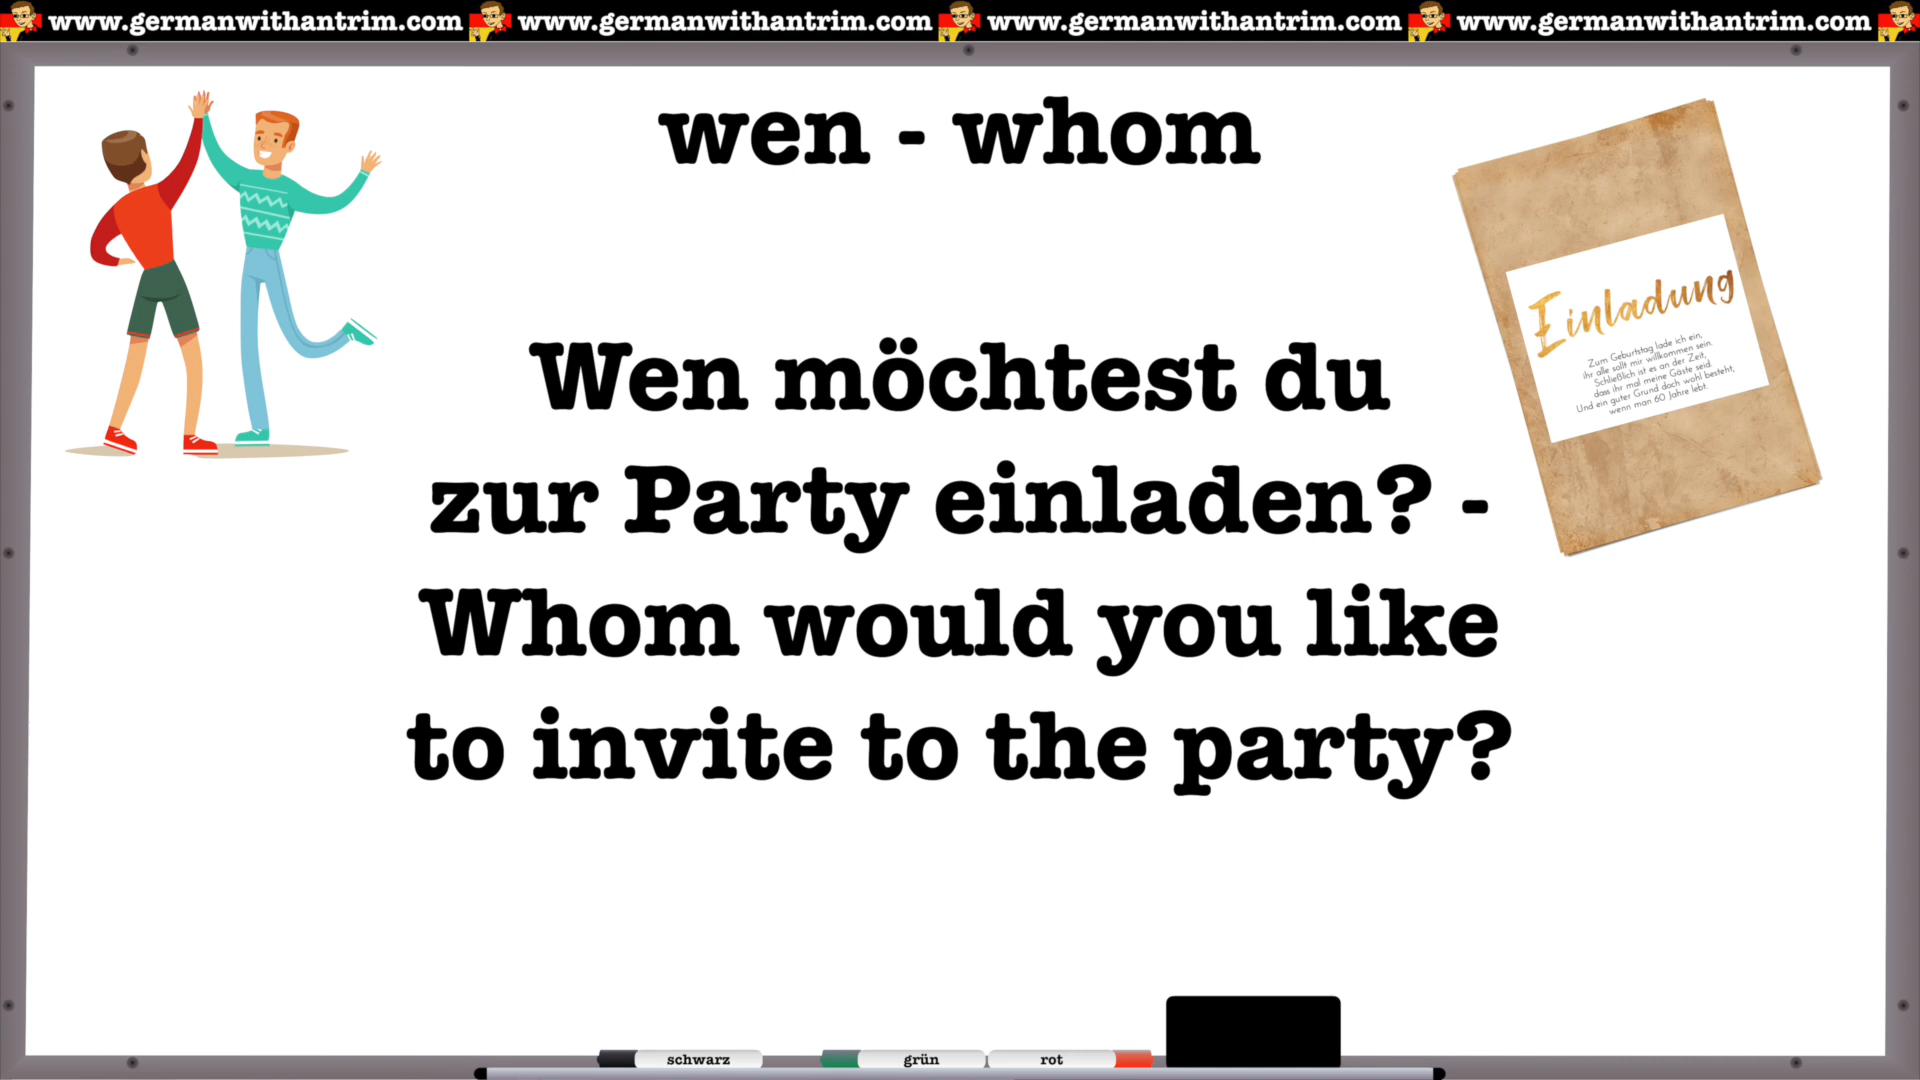 www.germanwithantrim.com www.germanwithantrim.com www.germanwithantrim.com www.germanwithantrim.com
wen - whom
Wen möchtest du
zur Party einladen? -
Whom would you like
to invite to the party?
Einladung
Zum Geburtstag lade ich ein,
ihr alle sollt mir willkommen sein.
Schließlich ist es an der Zeit,
dass ihr mal meine Gäste seid.
Und ein guter Grund doch wohl besteht,
wenn man 60 Jahre lebt.
schwarz grün rot